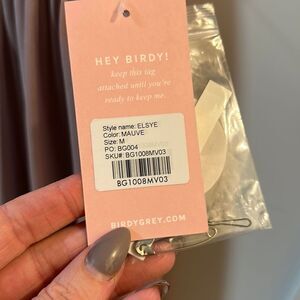 HEY BIRDY!
keep this tag
attached until you're
ready to keep me.
Style name: ELSYE
Color: MAUVE
Size: M
PO: BG004
SKU#: BG1008MV03
BG1008MV03
BIRDYGREY.COM